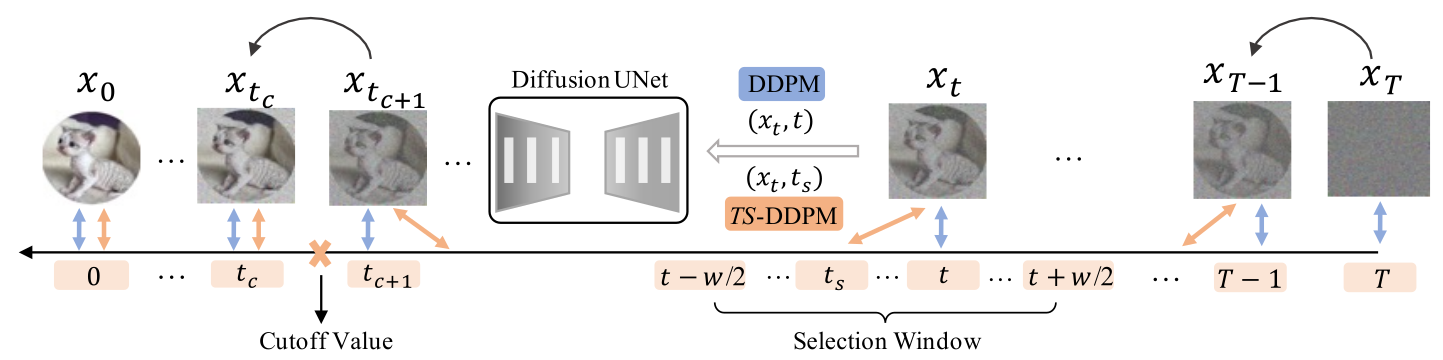 x_0
x_{t_c}
x_{t_{c+1}}
Diffusion UNet
DDPM
(x_t, t)
(x_t, t_s)
TS-DDPM
x_t
x_{T-1}
x_T
...
...
...
0
...
t_c
t_{c+1}
t - w/2
...
t_s
...
t
...
t + w/2
...
T - 1
T
Cutoff Value
Selection Window